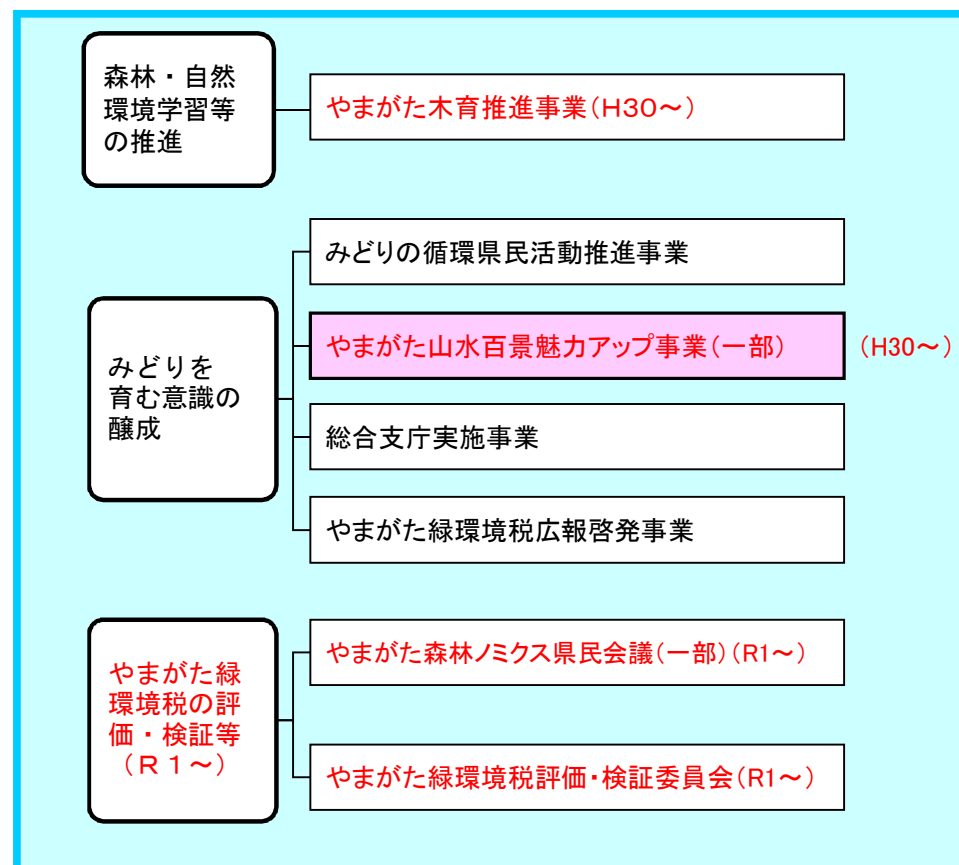 森林・自然
環境学習等
の推進
やまがた木育推進事業(H30～)
みどりを
育む意識の
醸成
みどりの循環県民活動推進事業
やまがた山水百景魅力アップ事業(一部)
(H30～)
総合支庁実施事業
やまがた緑環境税広報啓発事業
やまがた緑
環境税の評
価・検証等
(R1～)
やまがた森林ノミクス県民会議(一部)(R1～)
やまがた緑環境税評価・検証委員会(R1～)